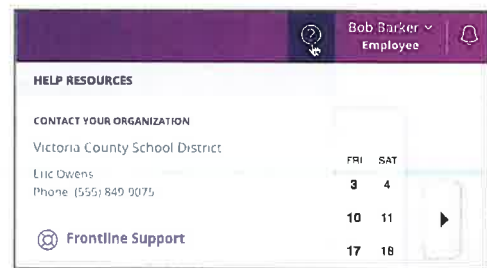 Bob Barker
Employee
HELP RESOURCES
CONTACT YOUR ORGANIZATION
Victoria County School District
Eric Owens
Phone (555) 849 9075
Frontline Support
FRI SAT
3 4
10 11
17 18